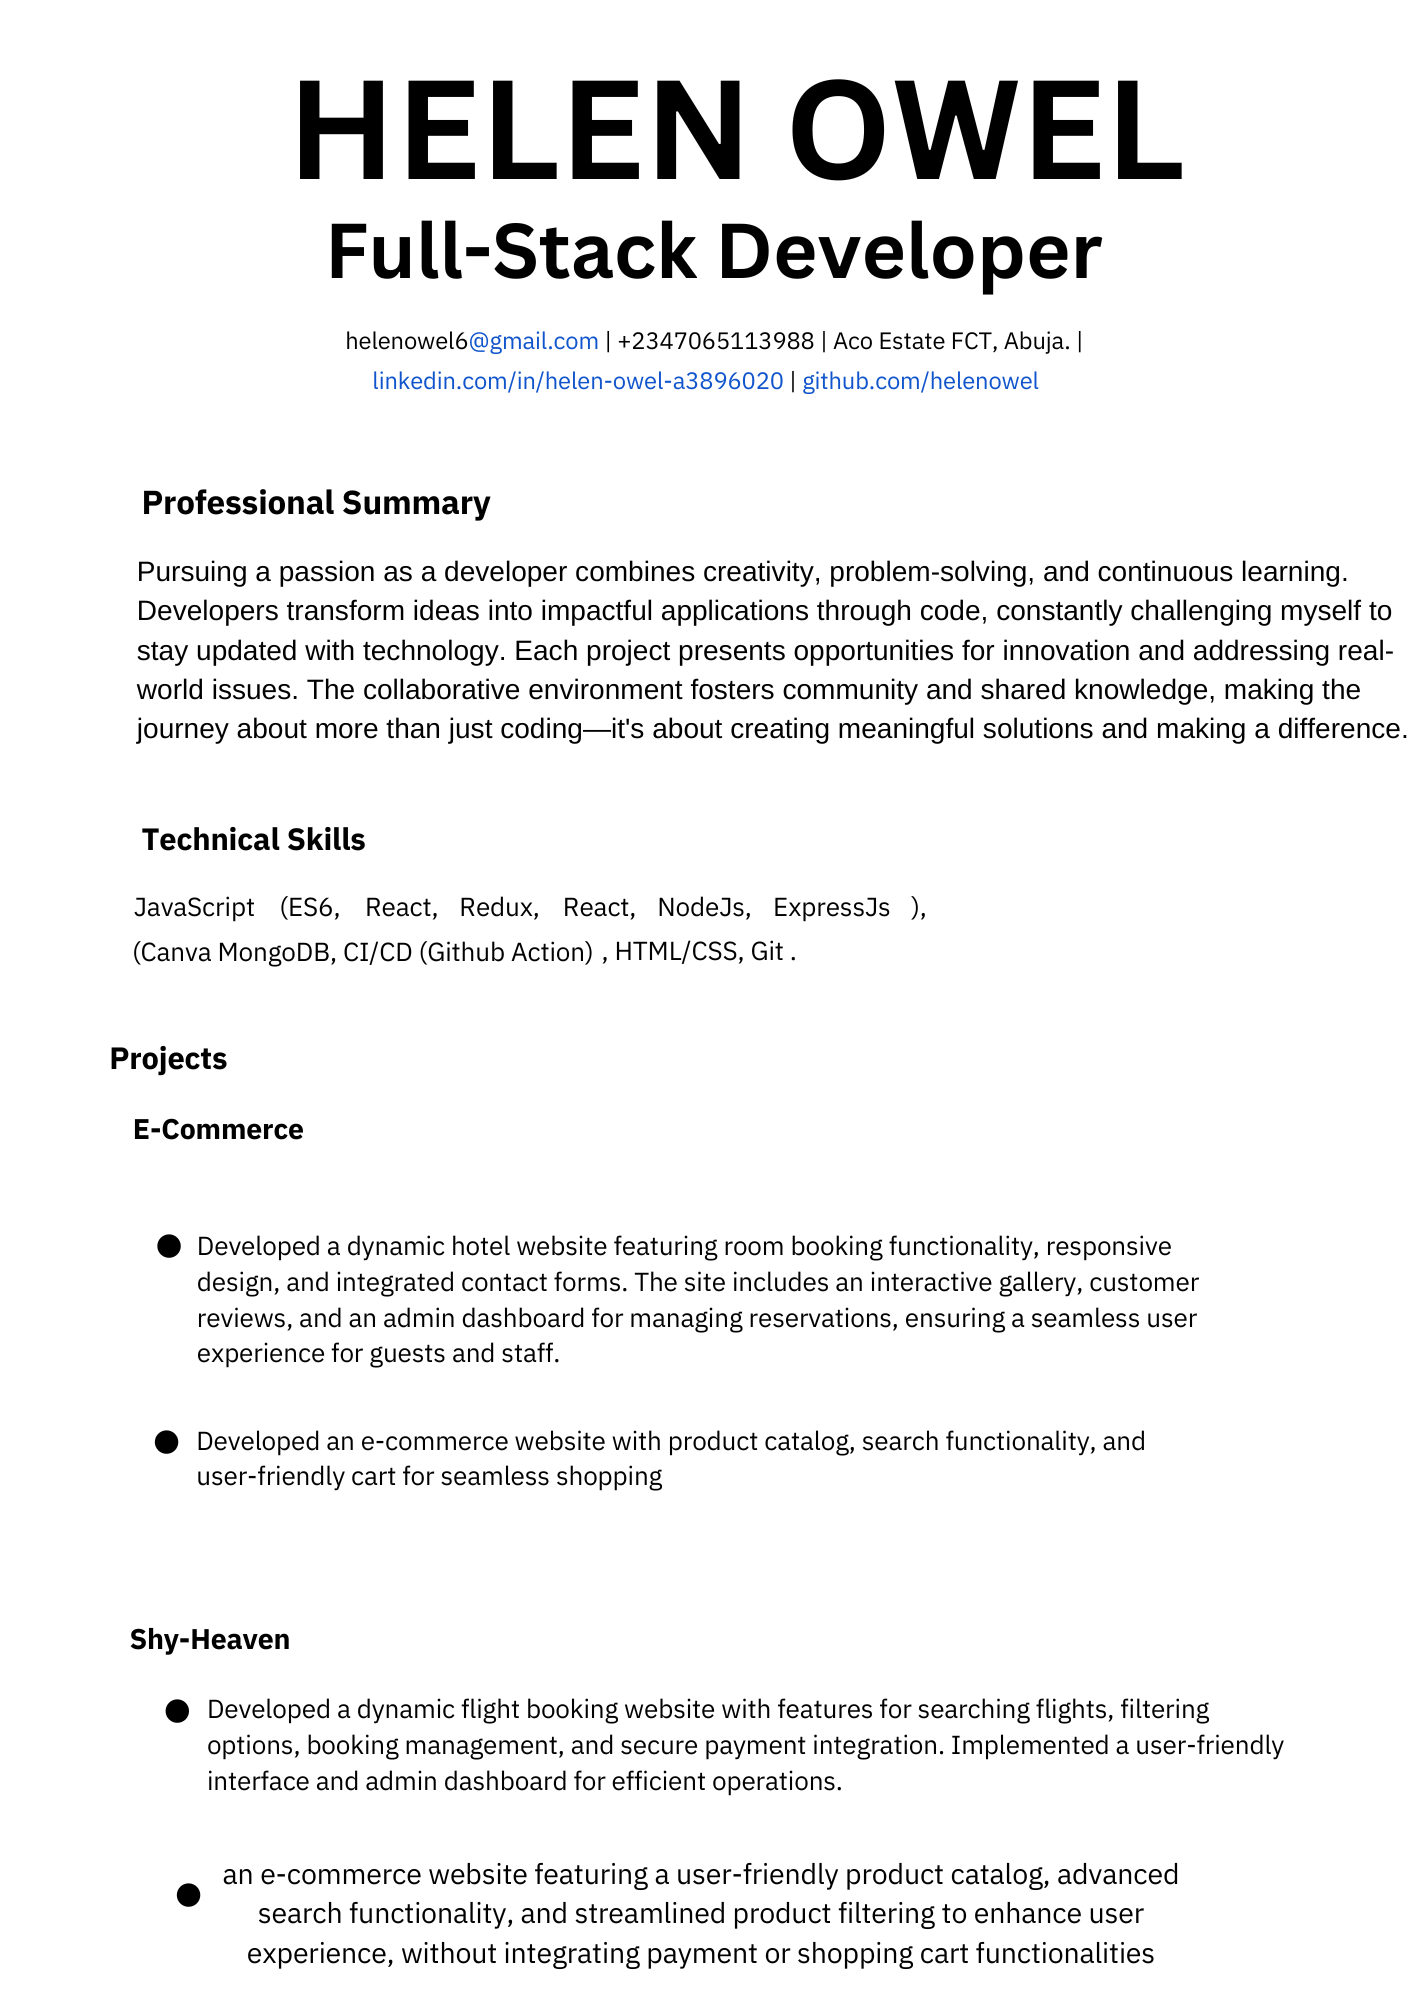 HELEN OWEL
Full-Stack Developer
helenowel6@gmail.com | +2347065113988 | Aco Estate FCT, Abuja. |
linkedin.com/in/helen-owel-a3896020 | github.com/helenowel
Professional Summary
Pursuing a passion as a developer combines creativity, problem-solving, and continuous learning.
Developers transform ideas into impactful applications through code, constantly challenging myself to
stay updated with technology. Each project presents opportunities for innovation and addressing real-
world issues. The collaborative environment fosters community and shared knowledge, making the
journey about more than just coding—it's about creating meaningful solutions and making a difference.
Technical Skills
JavaScript (ES6, React, Redux, React, NodeJs, ExpressJs ),
(Canva MongoDB, CI/CD (Github Action) , HTML/CSS, Git .
Projects
E-Commerce
● Developed a dynamic hotel website featuring room booking functionality, responsive
design, and integrated contact forms. The site includes an interactive gallery, customer
reviews, and an admin dashboard for managing reservations, ensuring a seamless user
experience for guests and staff.
● Developed an e-commerce website with product catalog, search functionality, and
user-friendly cart for seamless shopping
Shy-Heaven
● Developed a dynamic flight booking website with features for searching flights, filtering
options, booking management, and secure payment integration. Implemented a user-friendly
interface and admin dashboard for efficient operations.
● an e-commerce website featuring a user-friendly product catalog, advanced
search functionality, and streamlined product filtering to enhance user
experience, without integrating payment or shopping cart functionalities